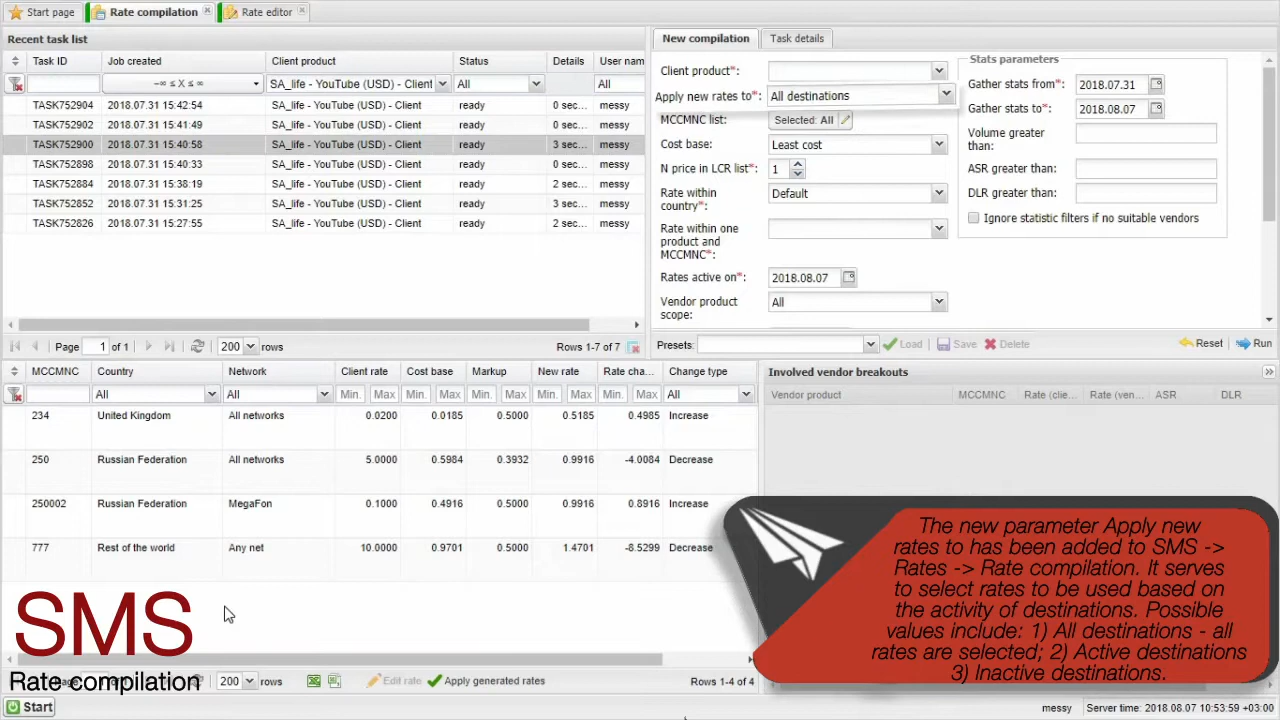 Start page
Rate compilation
Rate editor
Recent task list
Task ID Job created Client product Status Details User nam
−∞ ≤ X ≤ ∞ SA_life - YouTube (USD) - Client All All
TASK752904 2018.07.31 15:42:54 SA_life - YouTube (USD) - Client ready 0 sec... messy
TASK752902 2018.07.31 15:41:49 SA_life - YouTube (USD) - Client ready 0 sec... messy
TASK752900 2018.07.31 15:40:58 SA_life - YouTube (USD) - Client ready 3 sec... messy
TASK752898 2018.07.31 15:40:33 SA_life - YouTube (USD) - Client ready 0 sec... messy
TASK752884 2018.07.31 15:38:19 SA_life - YouTube (USD) - Client ready 2 sec... messy
TASK752852 2018.07.31 15:31:25 SA_life - YouTube (USD) - Client ready 3 sec... messy
TASK752826 2018.07.31 15:27:55 SA_life - YouTube (USD) - Client ready 2 sec... messy
Page 1 of 1 200 rows Rows 1-7 of 7
New compilation Task details
Client product*:
Apply new rates to*: All destinations
MCCMNC list: Selected: All
Cost base: Least cost
N price in LCR list*: 1
Rate within
country*:
Default
Rate within one
product and
MCCMNC*:
Rates active on*: 2018.08.07
Vendor product
scope:
All
Stats parameters
Gather stats from*: 2018.07.31
Gather stats to*: 2018.08.07
Volume greater
than:
ASR greater than:
DLR greater than:
Ignore statistic filters if no suitable vendors
Presets: Load Save Delete Reset Run
MCCMNC Country Network Client rate Cost base Markup New rate Rate cha... Change type
All All Min. Max Min. Max Min. Max Min. Max Min. Max All
234 United Kingdom All networks 0.0200 0.0185 0.5000 0.5185 0.4985 Increase
250 Russian Federation All networks 5.0000 0.5984 0.3932 0.9916 -4.0084 Decrease
250002 Russian Federation MegaFon 0.1000 0.4916 0.5000 0.9916 0.8916 Increase
777 Rest of the world Any net 10.0000 0.9701 0.5000 1.4701 -8.5299 Decrease
Involved vendor breakouts
Vendor product MCCMNC Rate (clie... Rate (ven... ASR DLR
The new parameter Apply new
rates to has been added to SMS ->
Rates -> Rate compilation. It serves
to select rates to be used based on
the activity of destinations. Possible
values include: 1) All destinations - all
rates are selected; 2) Active destinations
3) Inactive destinations.
SMS
Rate compilation
200 rows Edit rate Apply generated rates Rows 1-4 of 4
Start messy Server time: 2018.08.07 10:53:59 +03:00